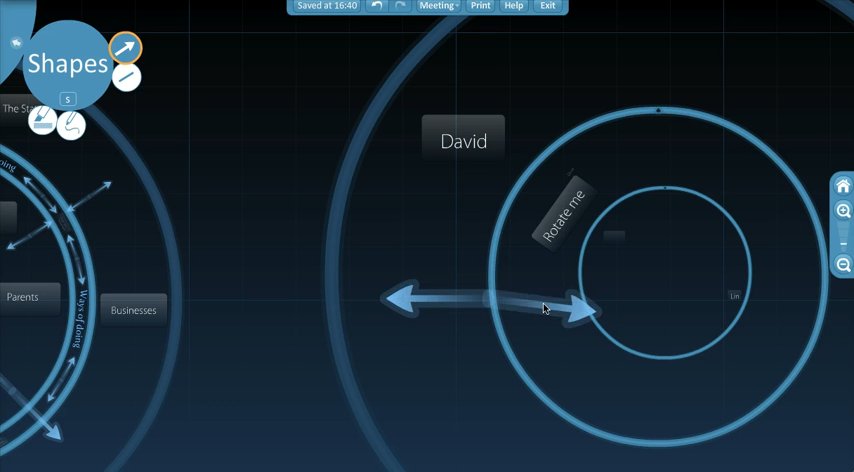 Saved at 16:40 Meeting Print Help Exit
Shapes
S
The Sta
oing
David
Rotate me
Lin
Parents
Ways of doing
Businesses